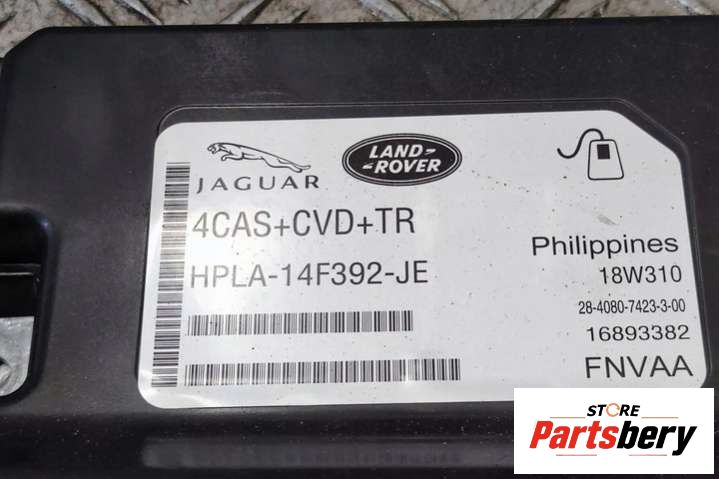 JAGUAR
LAND-
-ROVER
4CAS+CVD+TR
HPLA-14F392-JE
Philippines
18W310
28-4080-7423-3-00
16893382
FNVAA
STORE
Partsbery